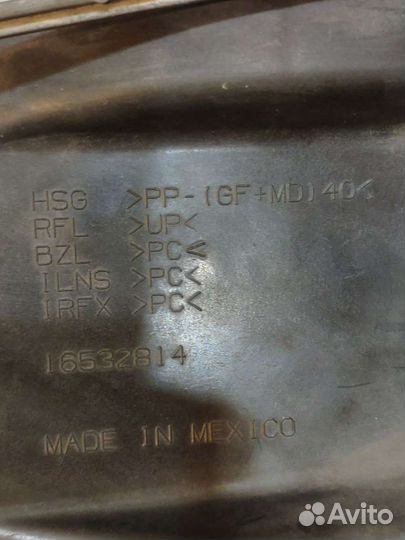 HSG >PP-(GF+MD)40<
RFL >UP<
BZL >PC<
ILNS >PC<
IRFX >PC<
16532814
MADE IN MEXICO
Avito